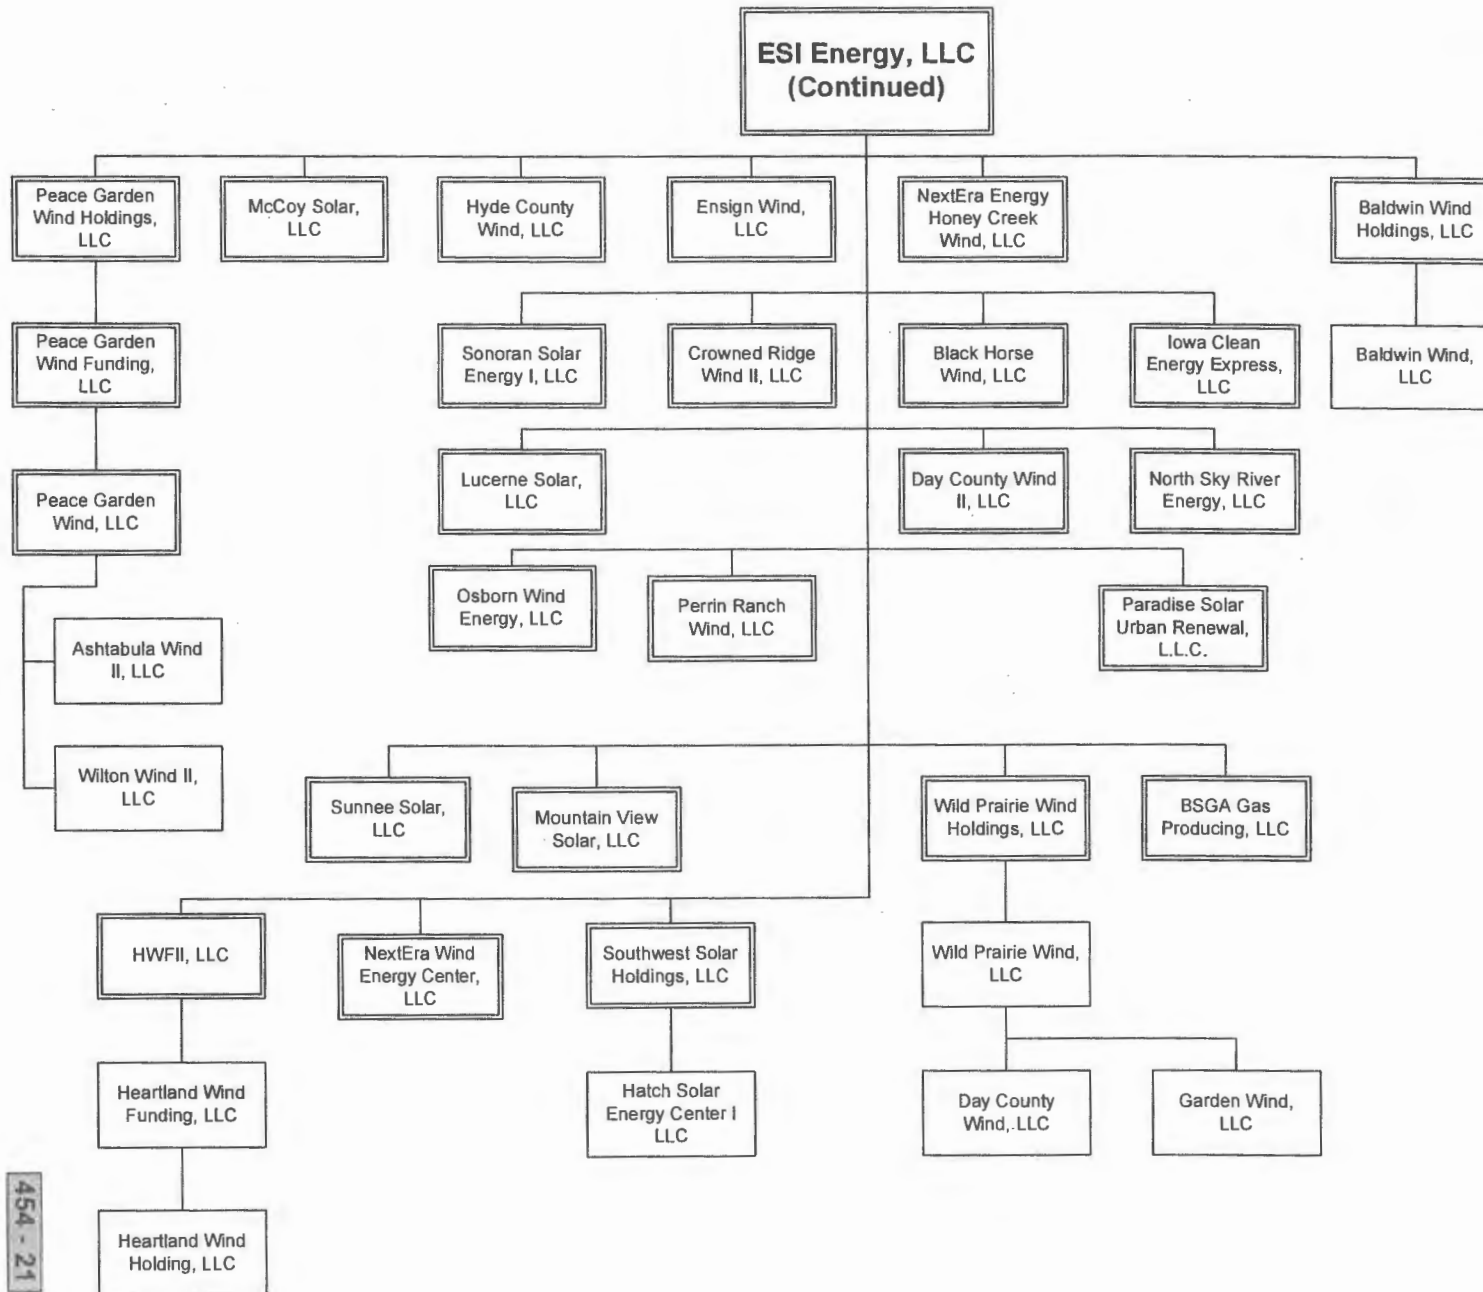 ESI Energy, LLC
(Continued)
Peace Garden
Wind Holdings,
LLC
McCoy Solar,
LLC
Hyde County
Wind, LLC
Ensign Wind,
LLC
NextEra Energy
Honey Creek
Wind, LLC
Baldwin Wind
Holdings, LLC
Peace Garden
Wind Funding,
LLC
Sonoran Solar
Energy I, LLC
Crowned Ridge
Wind II, LLC
Black Horse
Wind, LLC
Iowa Clean
Energy Express,
LLC
Baldwin Wind,
LLC
Peace Garden
Wind, LLC
Lucerne Solar,
LLC
Day County Wind
II, LLC
North Sky River
Energy, LLC
Osborn Wind
Energy, LLC
Perrin Ranch
Wind, LLC
Paradise Solar
Urban Renewal,
L.L.C.
Ashtabula Wind
II, LLC
Wilton Wind II,
LLC
Sunnee Solar,
LLC
Mountain View
Solar, LLC
Wild Prairie Wind
Holdings, LLC
BSGA Gas
Producing, LLC
HWFII, LLC
NextEra Wind
Energy Center,
LLC
Southwest Solar
Holdings, LLC
Wild Prairie Wind,
LLC
Heartland Wind
Funding, LLC
Hatch Solar
Energy Center I
LLC
Day County
Wind, LLC
Garden Wind,
LLC
Heartland Wind
Holding, LLC
454 - 21